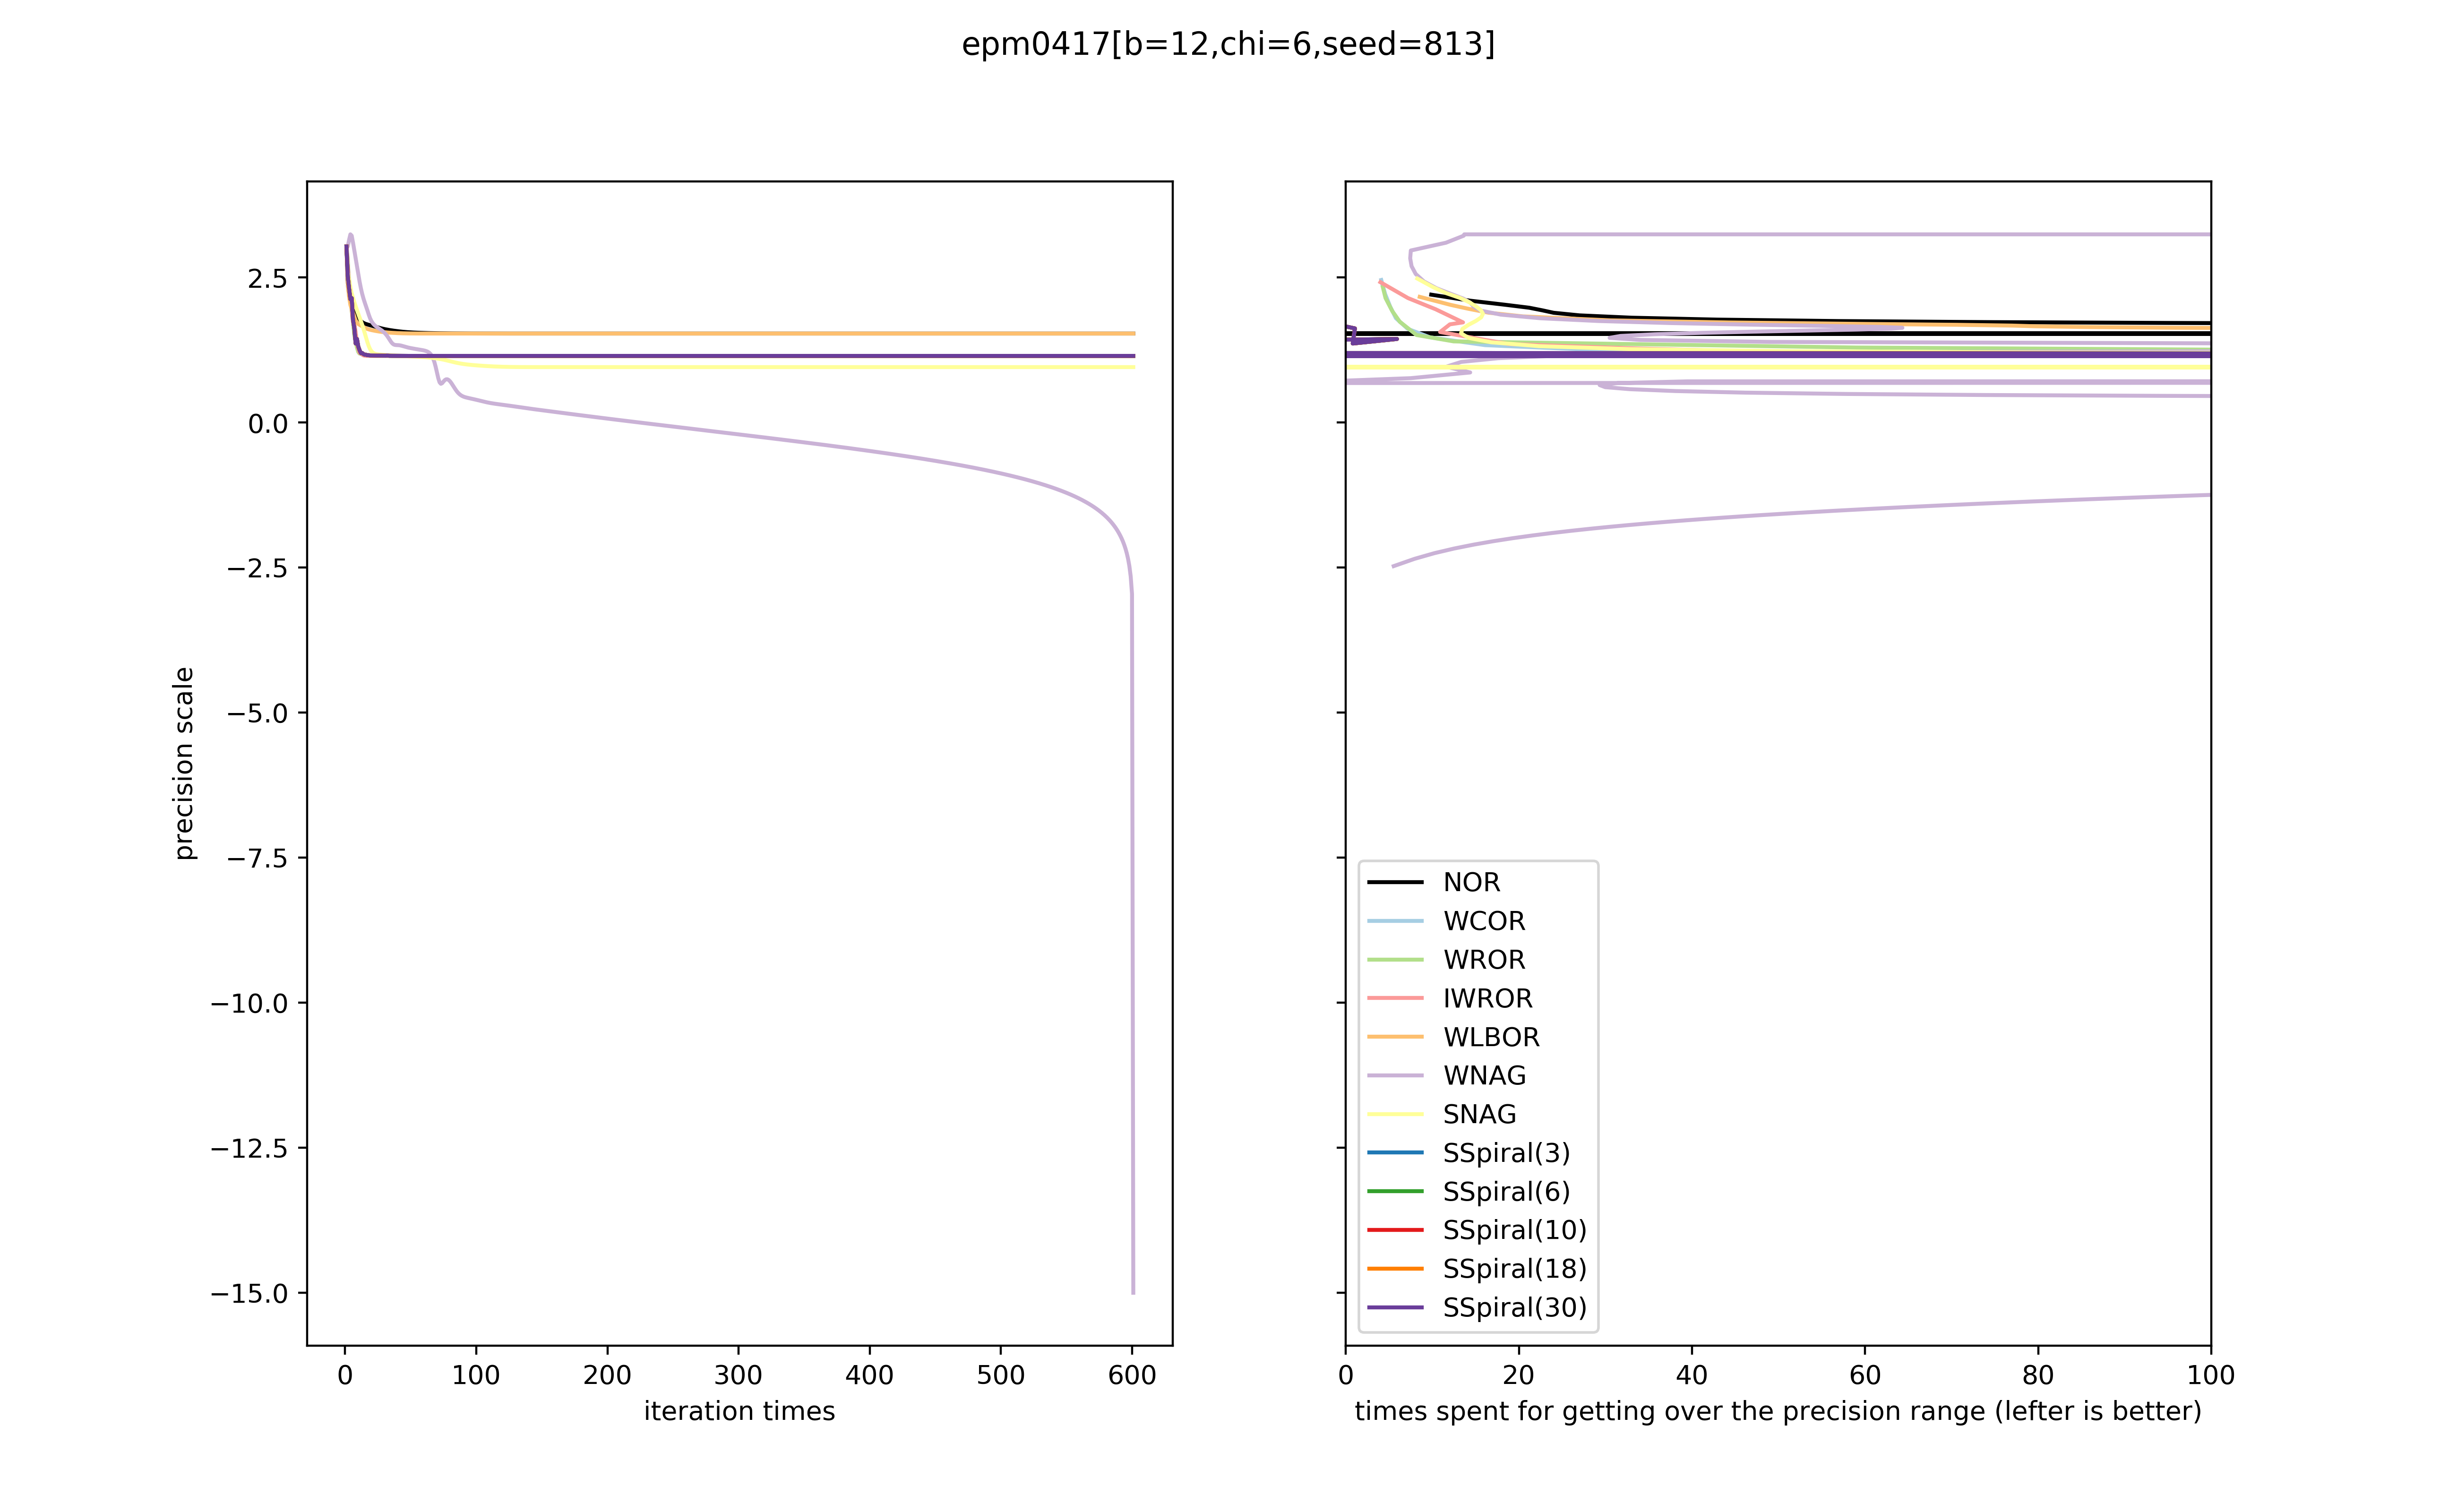 epm0417[b=12,chi=6,seed=813]
precision scale
2.5
0.0
−2.5
−5.0
−7.5
−10.0
−12.5
−15.0
0 100 200 300 400 500 600
iteration times
NOR
WCOR
WROR
IWROR
WLBOR
WNAG
SNAG
SSpiral(3)
SSpiral(6)
SSpiral(10)
SSpiral(18)
SSpiral(30)
0 20 40 60 80 100
times spent for getting over the precision range (lefter is better)